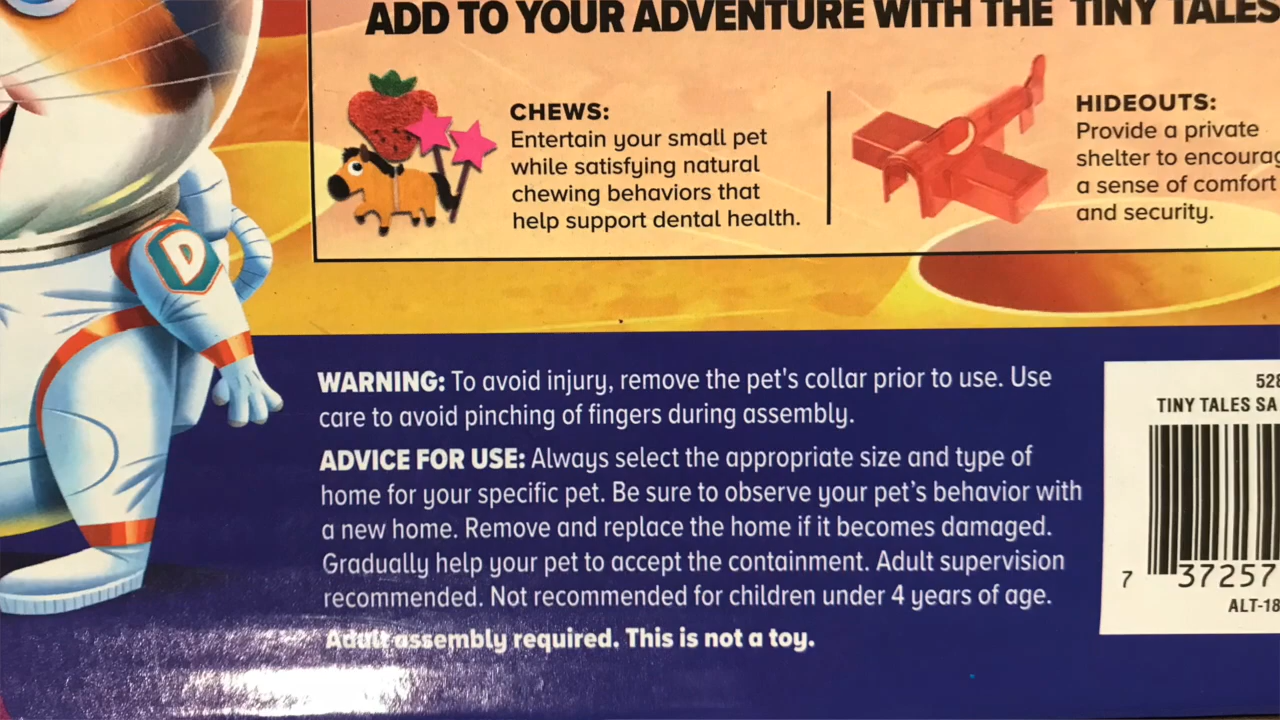 ADD TO YOUR ADVENTURE WITH THE TINY TALES
CHEWS:
Entertain your small pet
while satisfying natural
chewing behaviors that
help support dental health.
HIDEOUTS:
Provide a private
shelter to encourag
a sense of comfort
and security.
D
WARNING: To avoid injury, remove the pet's collar prior to use. Use
care to avoid pinching of fingers during assembly.
ADVICE FOR USE: Always select the appropriate size and type of
home for your specific pet. Be sure to observe your pet's behavior with
a new home. Remove and replace the home if it becomes damaged.
Gradually help your pet to accept the containment. Adult supervision
recommended. Not recommended for children under 4 years of age.
Adult assembly required. This is not a toy.
528
TINY TALES SA
7 37257
ALT-18